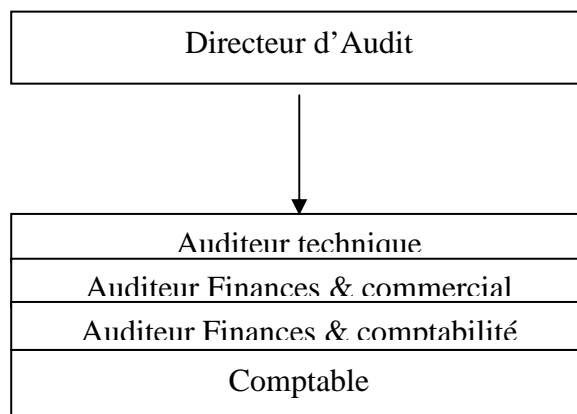 Directeur d’Audit
Auditeur technique
Auditeur Finances & commercial
Auditeur Finances & comptabilité
Comptable